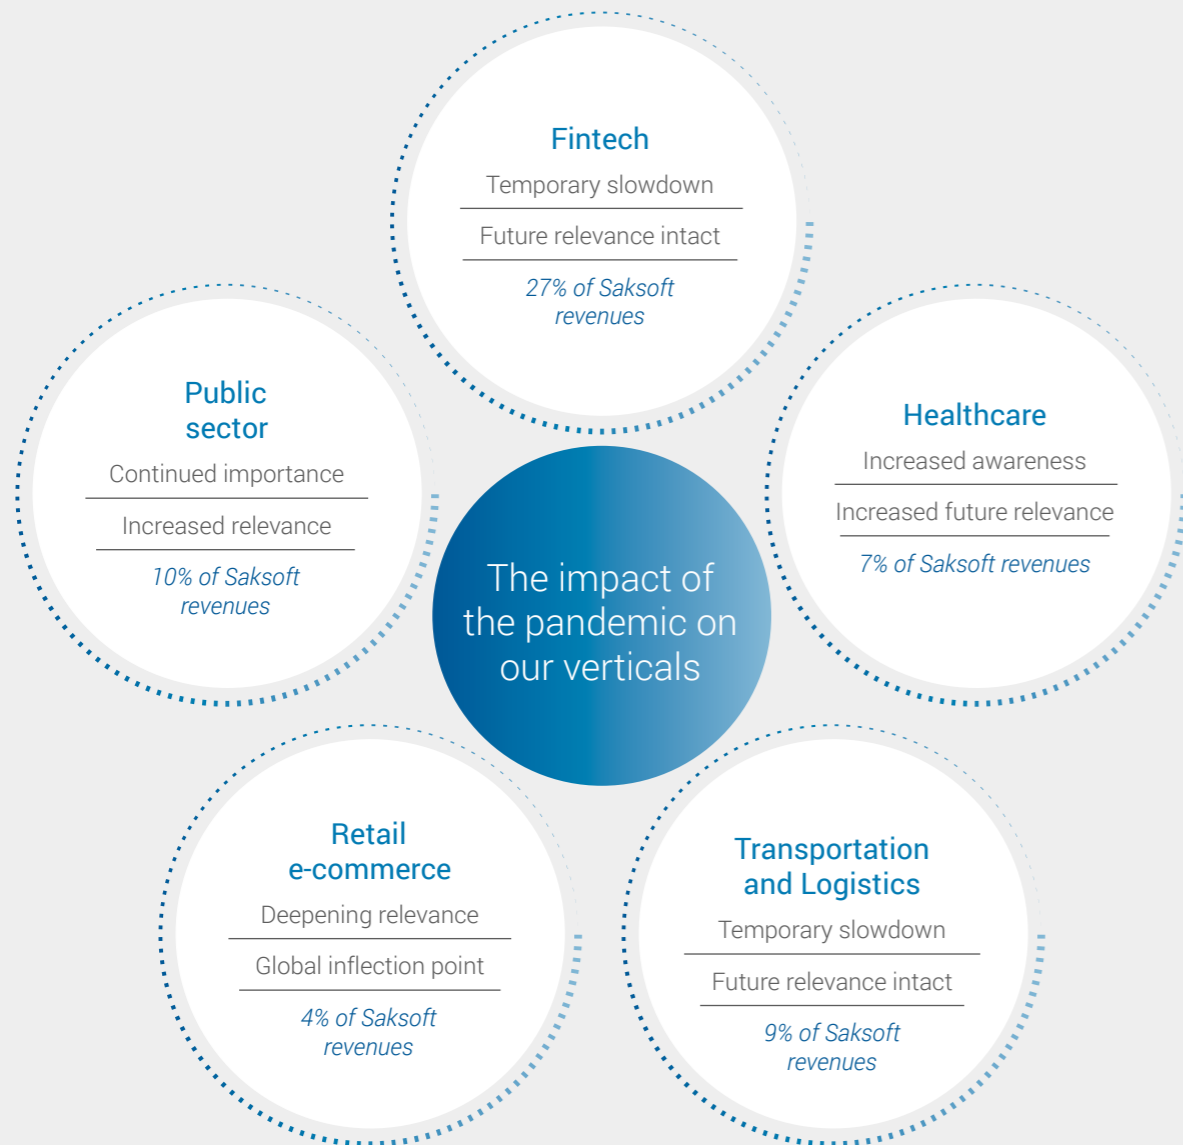 Fintech
Temporary slowdown
Future relevance intact
27% of Saksoft
revenues
Public
sector
Continued importance
Increased relevance
10% of Saksoft
revenues
Healthcare
Increased awareness
Increased future relevance
7% of Saksoft revenues
The impact of
the pandemic on
our verticals
Retail
e-commerce
Deepening relevance
Global inflection point
4% of Saksoft
revenues
Transportation
and Logistics
Temporary slowdown
Future relevance intact
9% of Saksoft
revenues